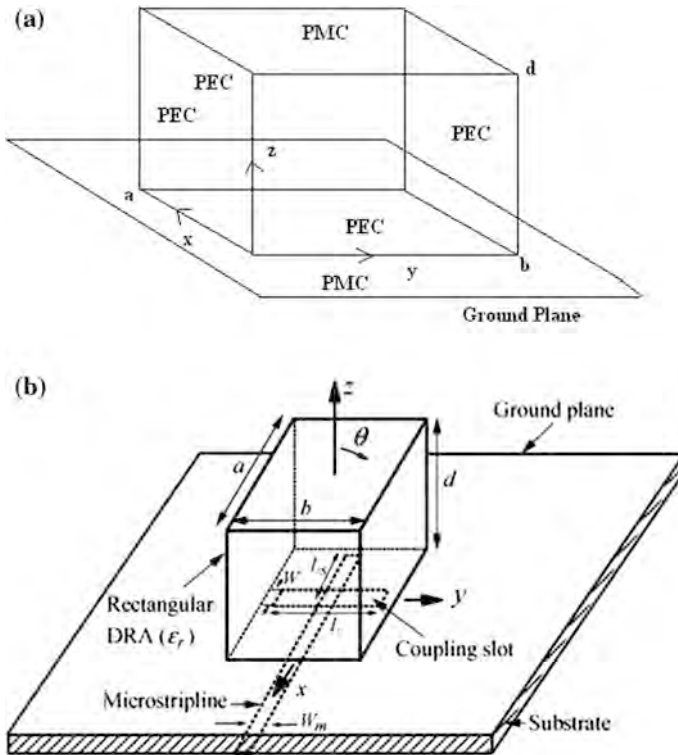 (a)
PMC
d
PEC
PEC
PEC
z
a
PEC
x
b
y
PMC
Ground Plane
(b)
z
Ground plane
θ
a
d
b
W
Rectangular
DRA (εr)
y
Coupling slot
x
Microstripline
Wm
Substrate